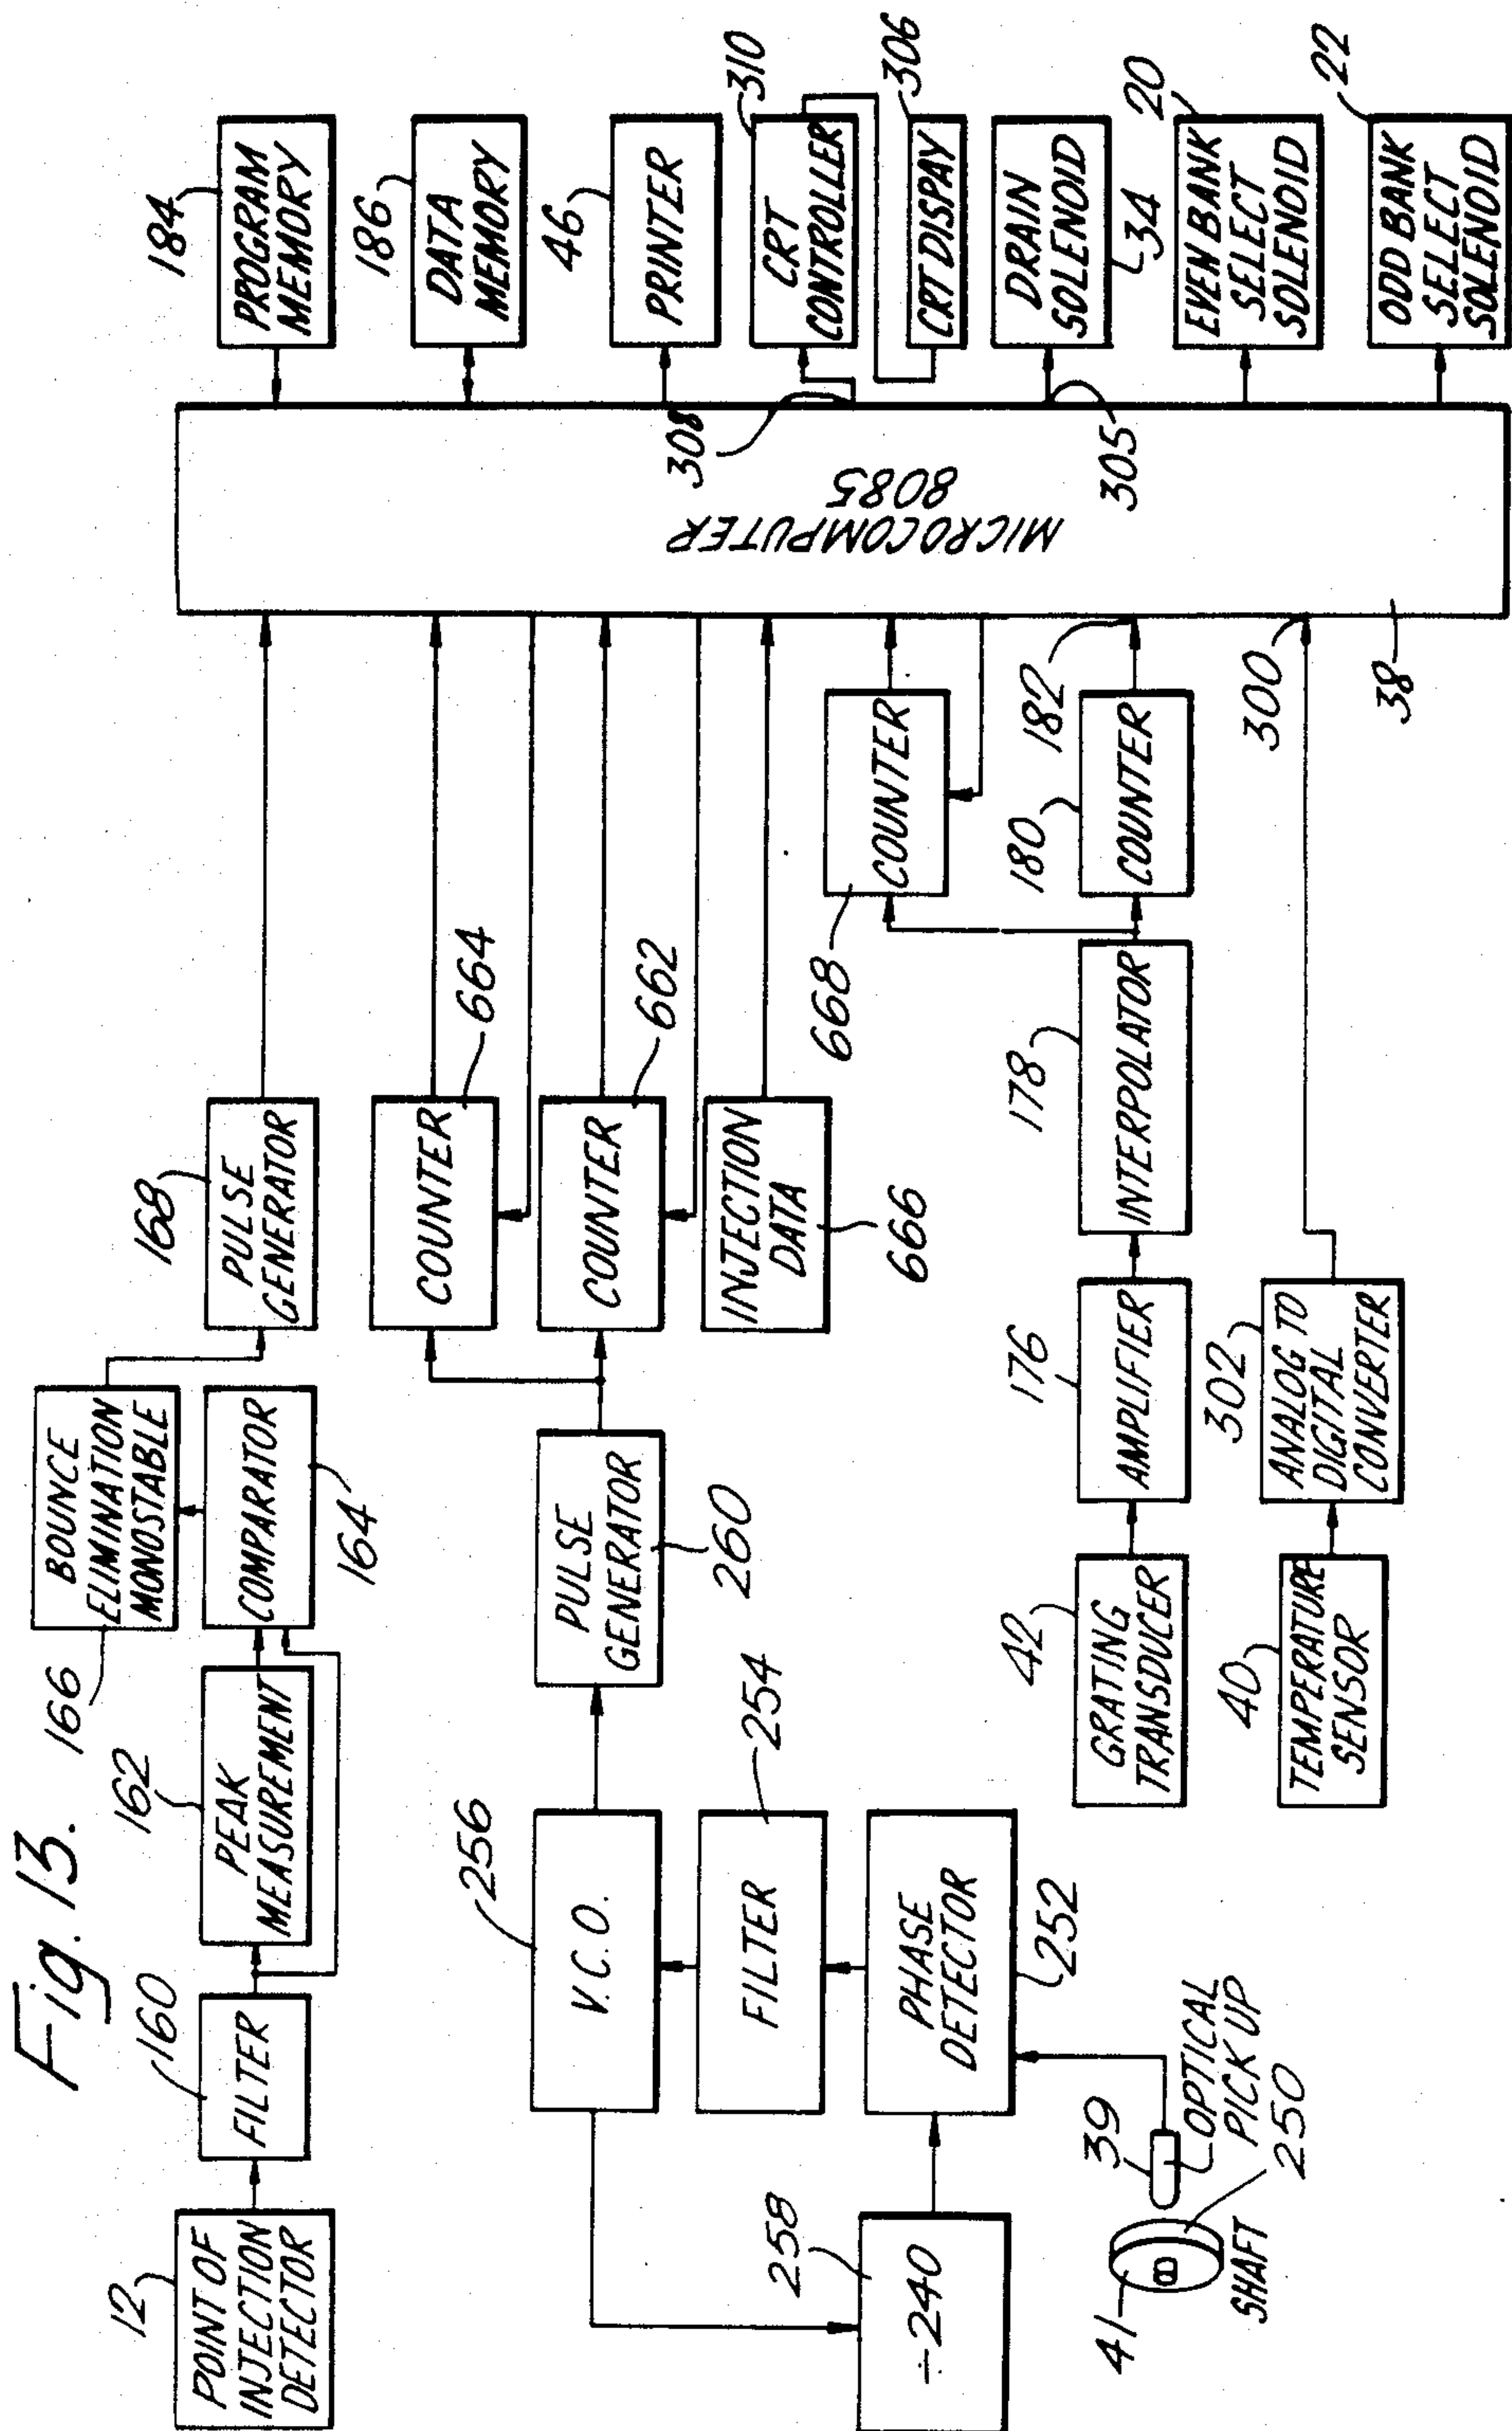 Fig. 13.
12
POINT OF
INJECTION
DETECTOR
160
FILTER
162
PEAK
MEASUREMENT
166
BOUNCE
ELIMINATION
MONOSTABLE
COMPARATOR
164
168
PULSE
GENERATOR
256
V.C.O.
254
FILTER
PHASE
DETECTOR
252
258
÷240
39
OPTICAL
PICK UP
250
41
SHAFT
PULSE
GENERATOR
260
COUNTER
664
COUNTER
662
INJECTION
DATA
666
42
GRATING
TRANSDUCER
176
AMPLIFIER
178
INTERPOLATOR
668
COUNTER
180
COUNTER
182
40
TEMPERATURE
SENSOR
302
ANALOG TO
DIGITAL
CONVERTER
300
MICROCOMPUTER
8085
38
308
305
184
PROGRAM
MEMORY
186
DATA
MEMORY
46
PRINTER
310
CRT
CONTROLLER
306
CRT DISPAY
DRAIN
SOLENOID
34
20
EVEN BANK
SELECT
SOLENOID
22
ODD BANK
SELECT
SOLENOID